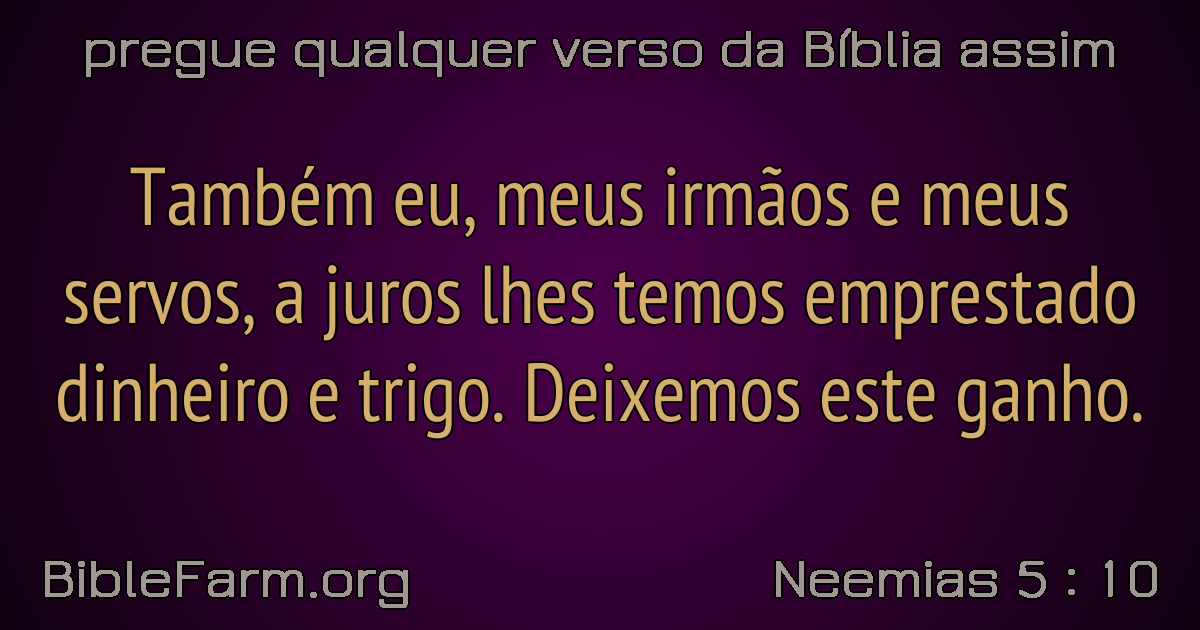 pregue qualquer verso da Bíblia assim
Também eu, meus irmãos e meus
servos, a juros lhes temos emprestado
dinheiro e trigo. Deixemos este ganho.
BibleFarm.org
Neemias 5 : 10